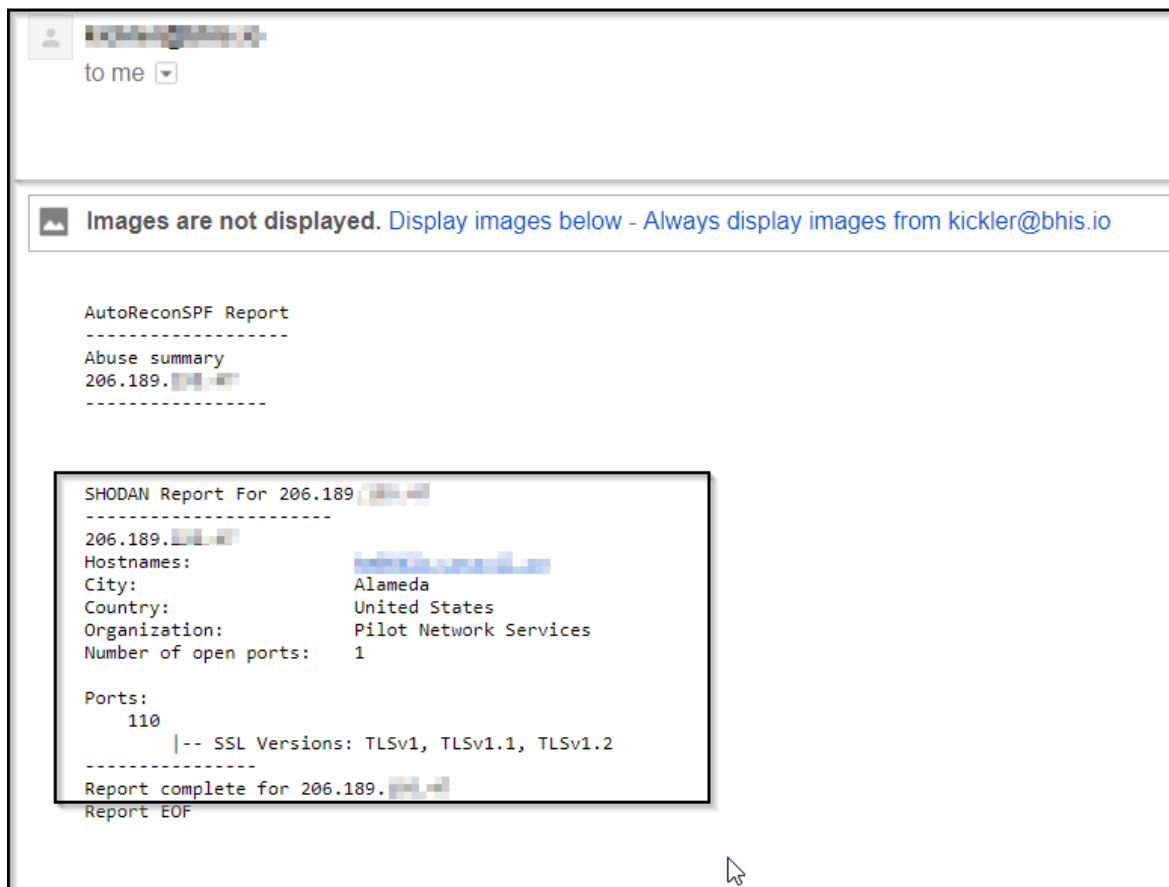 to me
Images are not displayed. Display images below - Always display images from kickler@bhis.io
AutoReconSPF Report
-------------------
Abuse summary
206.189.
-----------------
SHODAN Report For 206.189
-----------------------
206.189.
Hostnames:
City: Alameda
Country: United States
Organization: Pilot Network Services
Number of open ports: 1
Ports:
110
|-- SSL Versions: TLSv1, TLSv1.1, TLSv1.2
----------------
Report complete for 206.189.
Report EOF